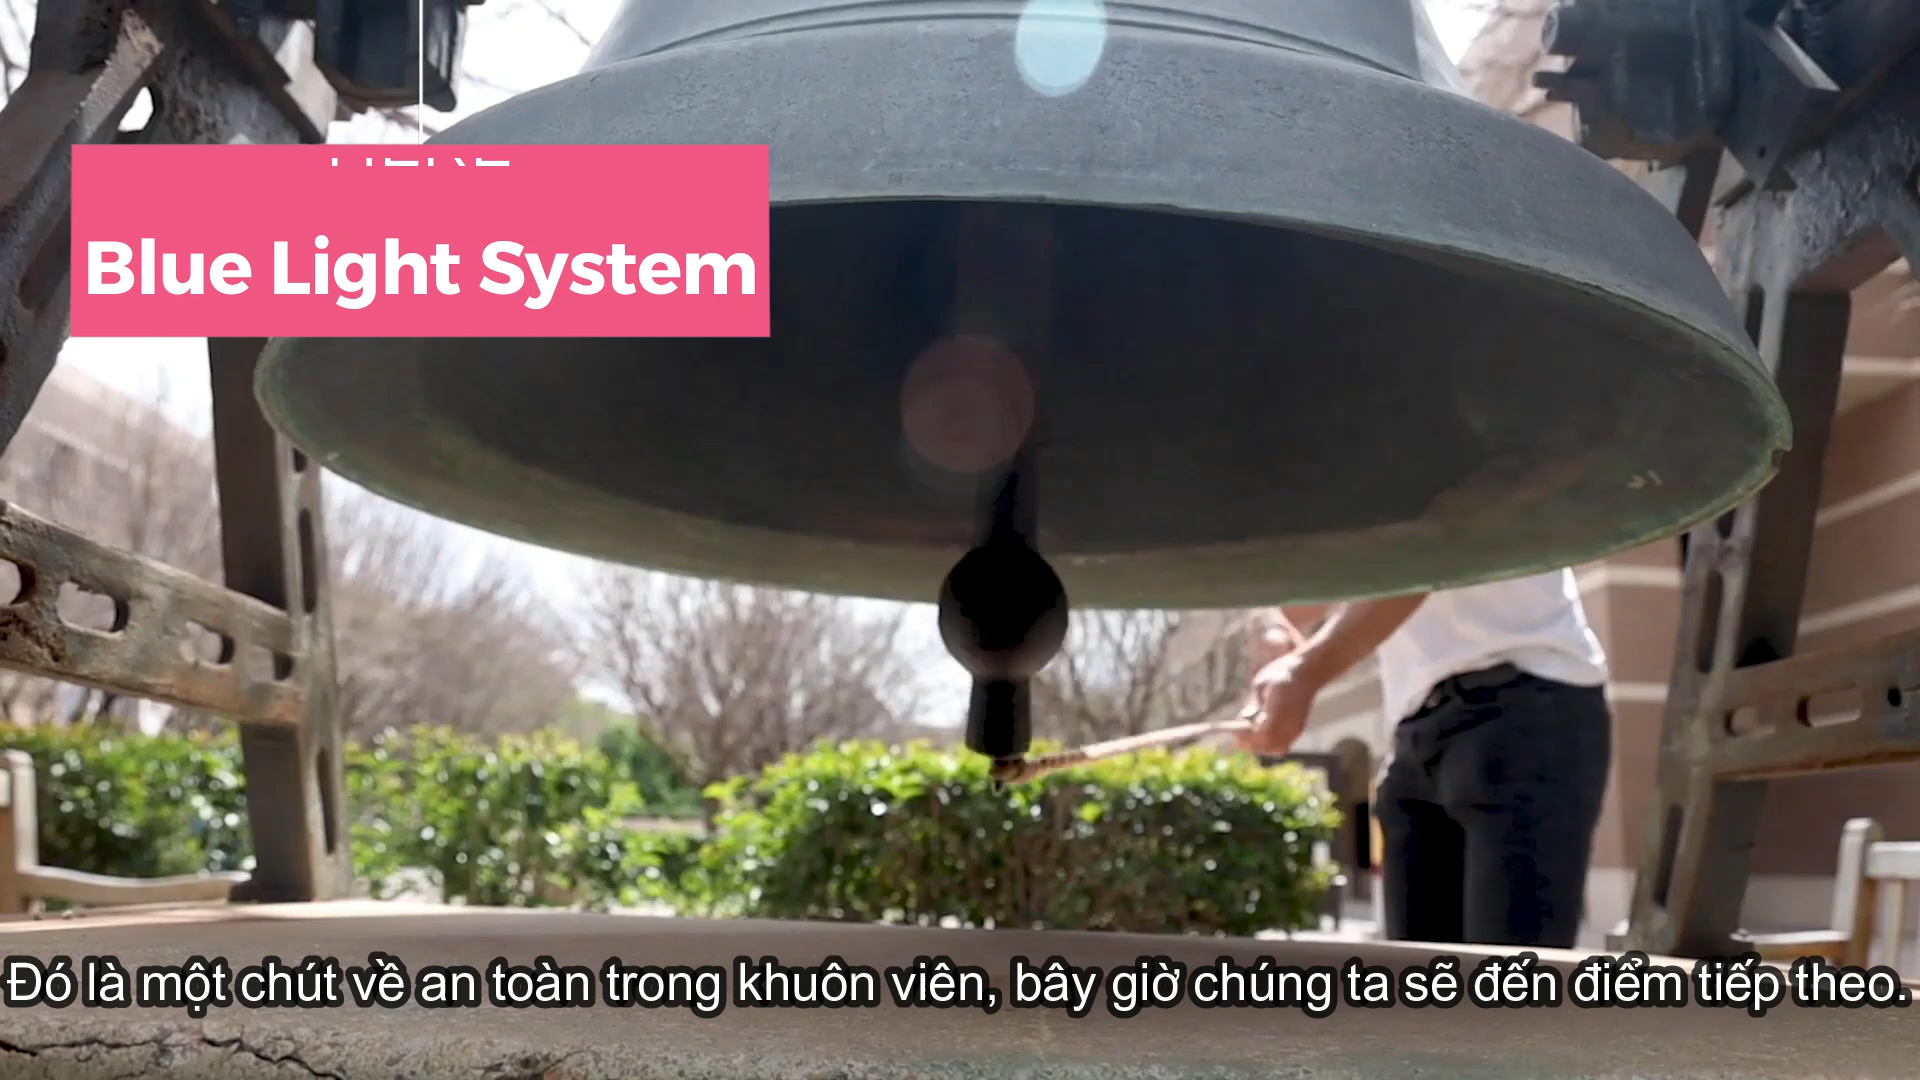 HERE
Blue Light System
Đó là một chút về an toàn trong khuôn viên, bây giờ chúng ta sẽ đến điểm tiếp theo.